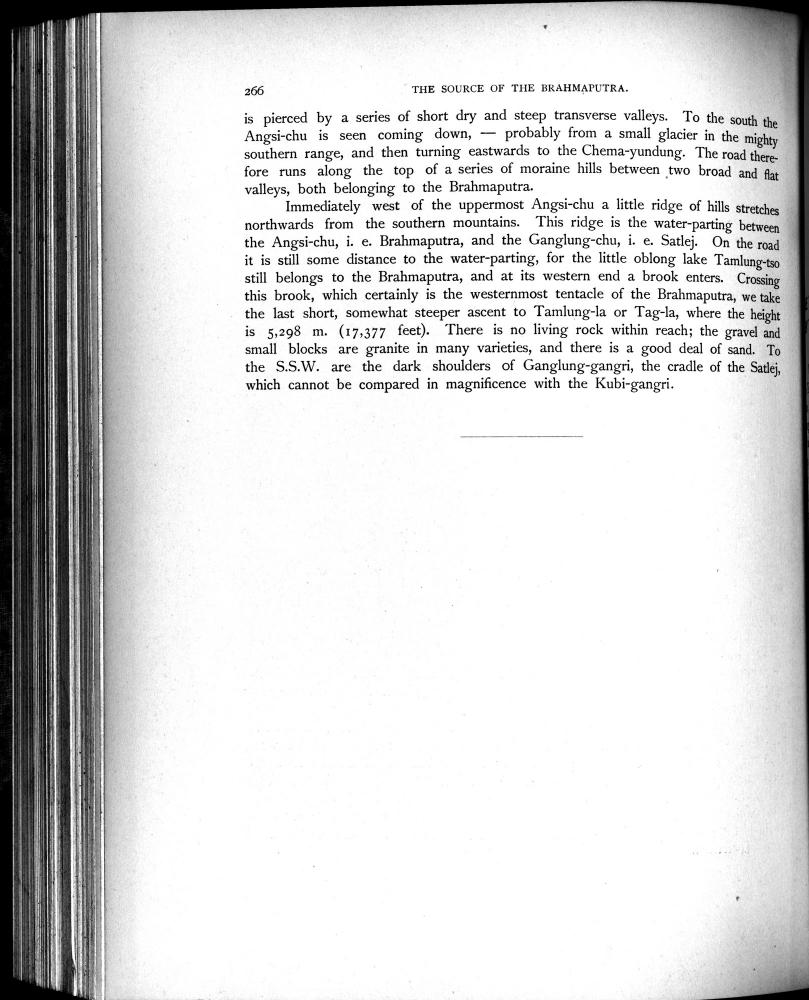 266 THE SOURCE OF THE BRAHMAPUTRA.
is pierced by a series of short dry and steep transverse valleys. To the south the
Angsi-chu is seen coming down, — probably from a small glacier in the mighty
southern range, and then turning eastwards to the Chema-yundung. The road there-
fore runs along the top of a series of moraine hills between two broad and flat
valleys, both belonging to the Brahmaputra.
Immediately west of the uppermost Angsi-chu a little ridge of hills stretches
northwards from the southern mountains. This ridge is the water-parting between
the Angsi-chu, i. e. Brahmaputra, and the Ganglung-chu, i. e. Satlej. On the road
it is still some distance to the water-parting, for the little oblong lake Tamlung-tso
still belongs to the Brahmaputra, and at its western end a brook enters. Crossing
this brook, which certainly is the westernmost tentacle of the Brahmaputra, we take
the last short, somewhat steeper ascent to Tamlung-la or Tag-la, where the height
is 5,298 m. (17,377 feet). There is no living rock within reach; the gravel and
small blocks are granite in many varieties, and there is a good deal of sand. To
the S.S.W. are the dark shoulders of Ganglung-gangri, the cradle of the Satlej,
which cannot be compared in magnificence with the Kubi-gangri.